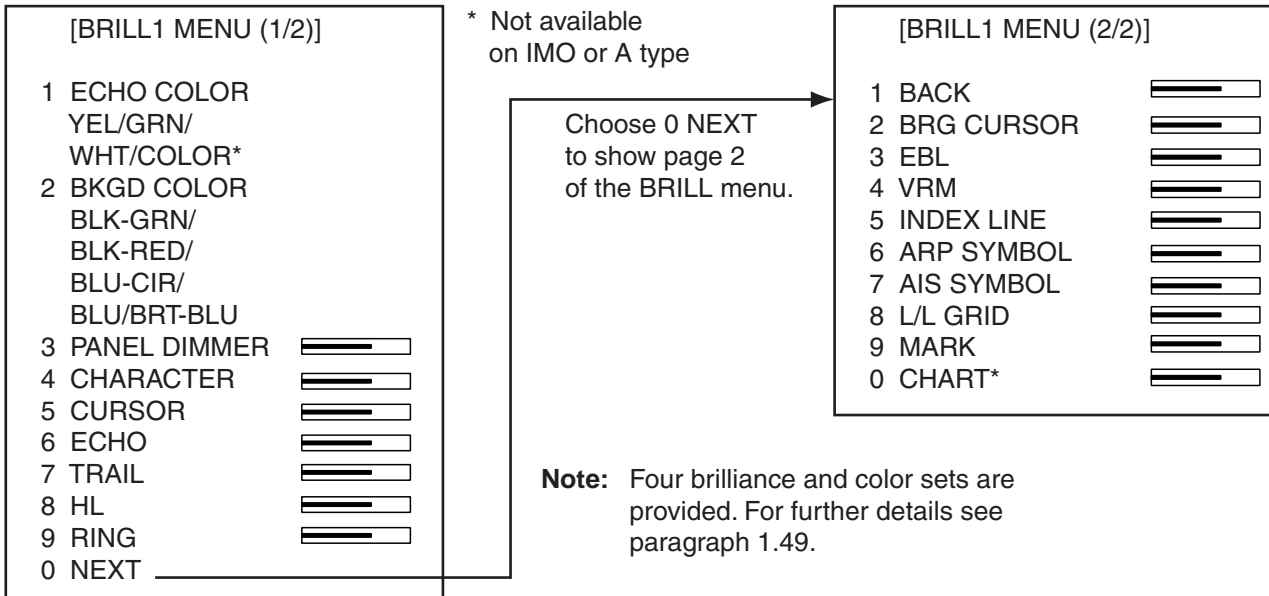 [BRILL1 MENU (1/2)]
1 ECHO COLOR
YEL/GRN/
WHT/COLOR*
2 BKGD COLOR
BLK-GRN/
BLK-RED/
BLU-CIR/
BLU/BRT-BLU
3 PANEL DIMMER
4 CHARACTER
5 CURSOR
6 ECHO
7 TRAIL
8 HL
9 RING
0 NEXT
* Not available
on IMO or A type
Choose 0 NEXT
to show page 2
of the BRILL menu.
[BRILL1 MENU (2/2)]
1 BACK
2 BRG CURSOR
3 EBL
4 VRM
5 INDEX LINE
6 ARP SYMBOL
7 AIS SYMBOL
8 L/L GRID
9 MARK
0 CHART*
Note: Four brilliance and color sets are
provided. For further details see
paragraph 1.49.